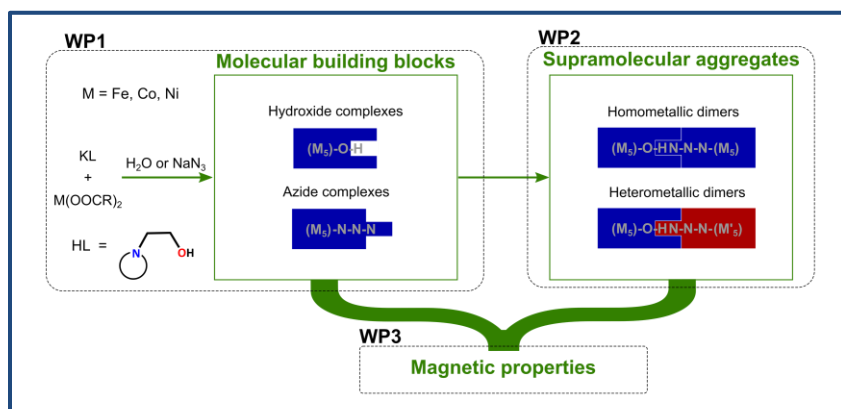 WP1
Molecular building blocks
M = Fe, Co, Ni
Hydroxide complexes
(M₅)-O-H
KL
+
M(OOCR)₂
H₂O or NaN₃
Azide complexes
(M₅)-N-N-N
HL =
N
OH
WP2
Supramolecular aggregates
Homometallic dimers
(M₅)-O-HN-N-N-(M₅)
Heterometallic dimers
(M₅)-O-HN-N-N-(M'₅)
WP3
Magnetic properties